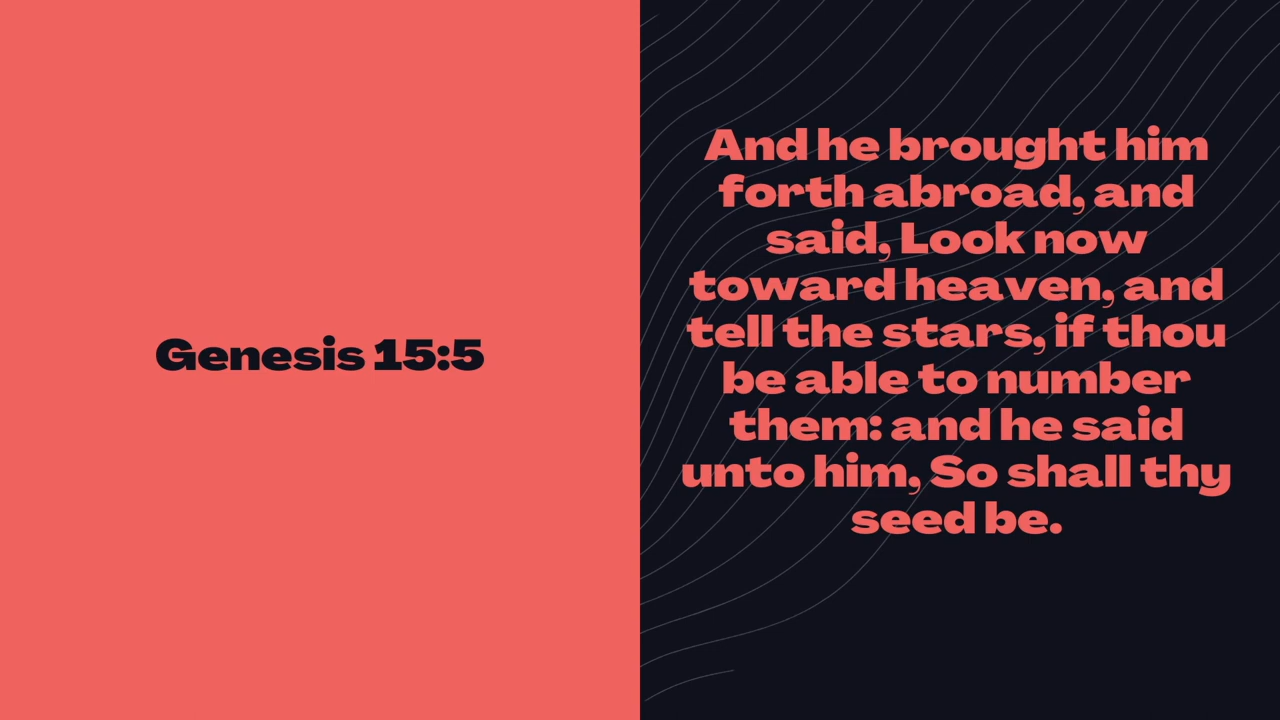 Genesis 15:5
And he brought him
forth abroad, and
said, Look now
toward heaven, and
tell the stars, if thou
be able to number
them: and he said
unto him, So shall thy
seed be.